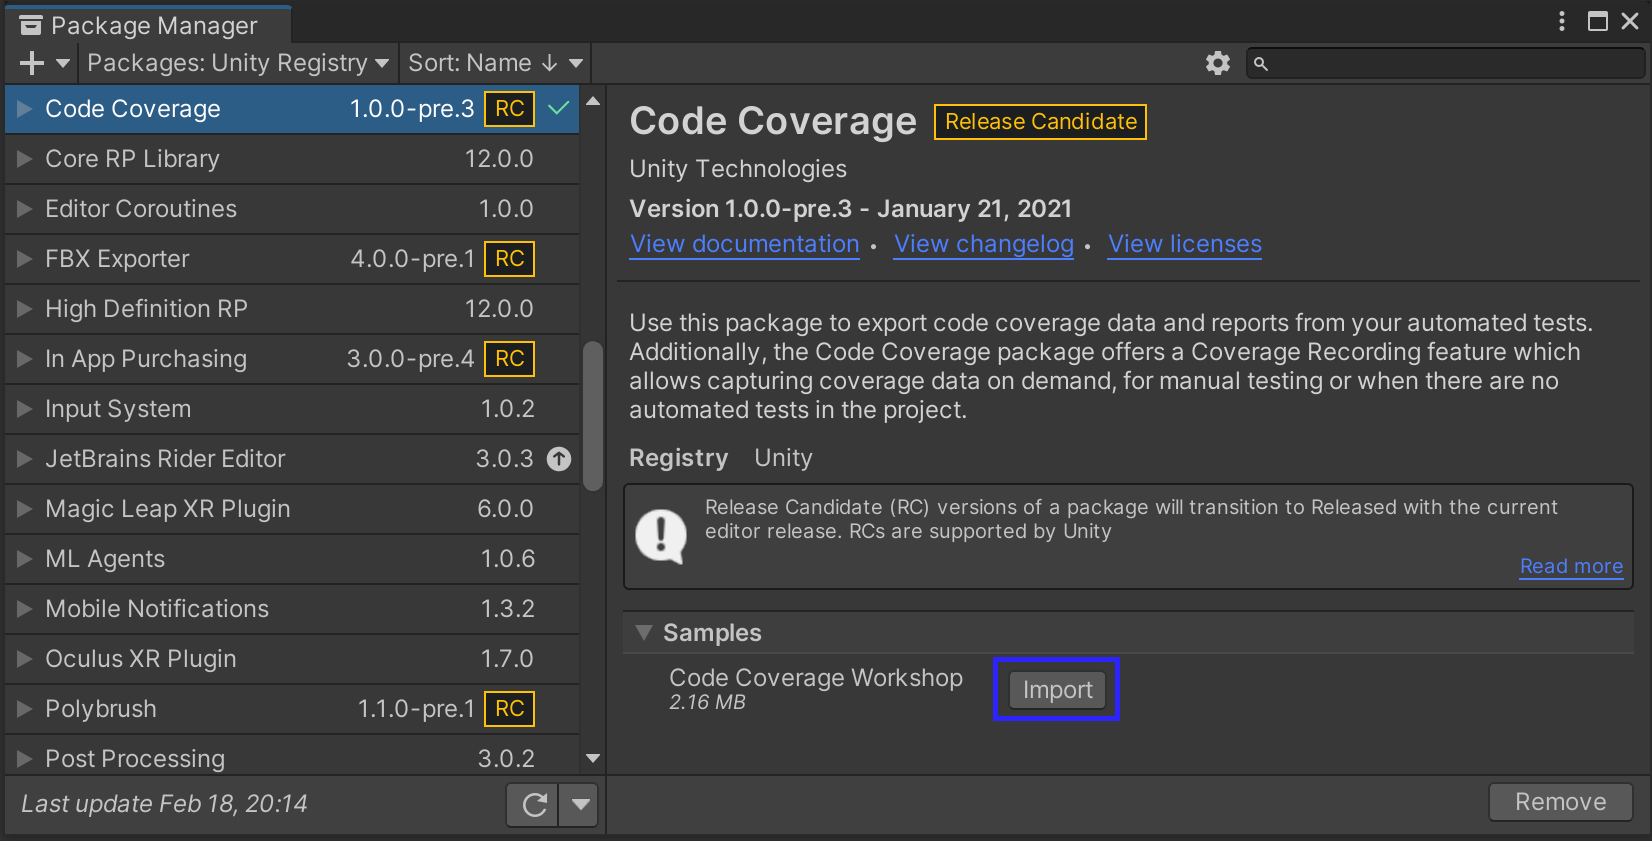 Package Manager
Packages: Unity Registry
Sort: Name ↓
Code Coverage 1.0.0-pre.3 RC
Core RP Library 12.0.0
Editor Coroutines 1.0.0
FBX Exporter 4.0.0-pre.1 RC
High Definition RP 12.0.0
In App Purchasing 3.0.0-pre.4 RC
Input System 1.0.2
JetBrains Rider Editor 3.0.3
Magic Leap XR Plugin 6.0.0
ML Agents 1.0.6
Mobile Notifications 1.3.2
Oculus XR Plugin 1.7.0
Polybrush 1.1.0-pre.1 RC
Post Processing 3.0.2
Last update Feb 18, 20:14
Code Coverage Release Candidate
Unity Technologies
Version 1.0.0-pre.3 - January 21, 2021
View documentation • View changelog • View licenses
Use this package to export code coverage data and reports from your automated tests.
Additionally, the Code Coverage package offers a Coverage Recording feature which
allows capturing coverage data on demand, for manual testing or when there are no
automated tests in the project.
Registry Unity
Release Candidate (RC) versions of a package will transition to Released with the current
editor release. RCs are supported by Unity
Read more
Samples
Code Coverage Workshop
2.16 MB
Import
Remove